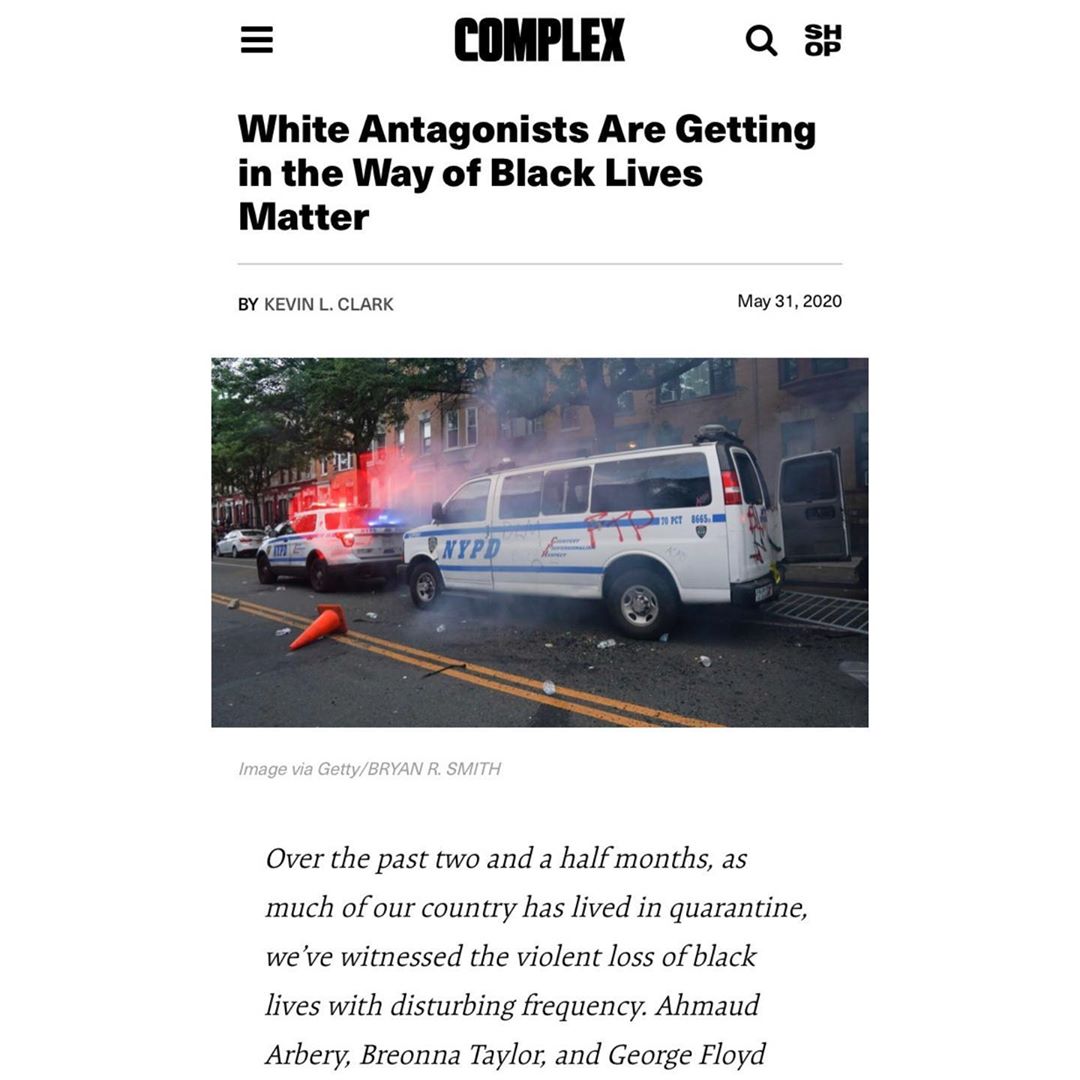 COMPLEX
SH
OP
White Antagonists Are Getting
in the Way of Black Lives
Matter
BY KEVIN L. CLARK
May 31, 2020
NYPD
NYPD
COURTESY
PROFESSIONALISM
RESPECT
FTP
70 PCT 8665
Image via Getty/BRYAN R. SMITH
Over the past two and a half months, as
much of our country has lived in quarantine,
we’ve witnessed the violent loss of black
lives with disturbing frequency. Ahmaud
Arbery, Breonna Taylor, and George Floyd